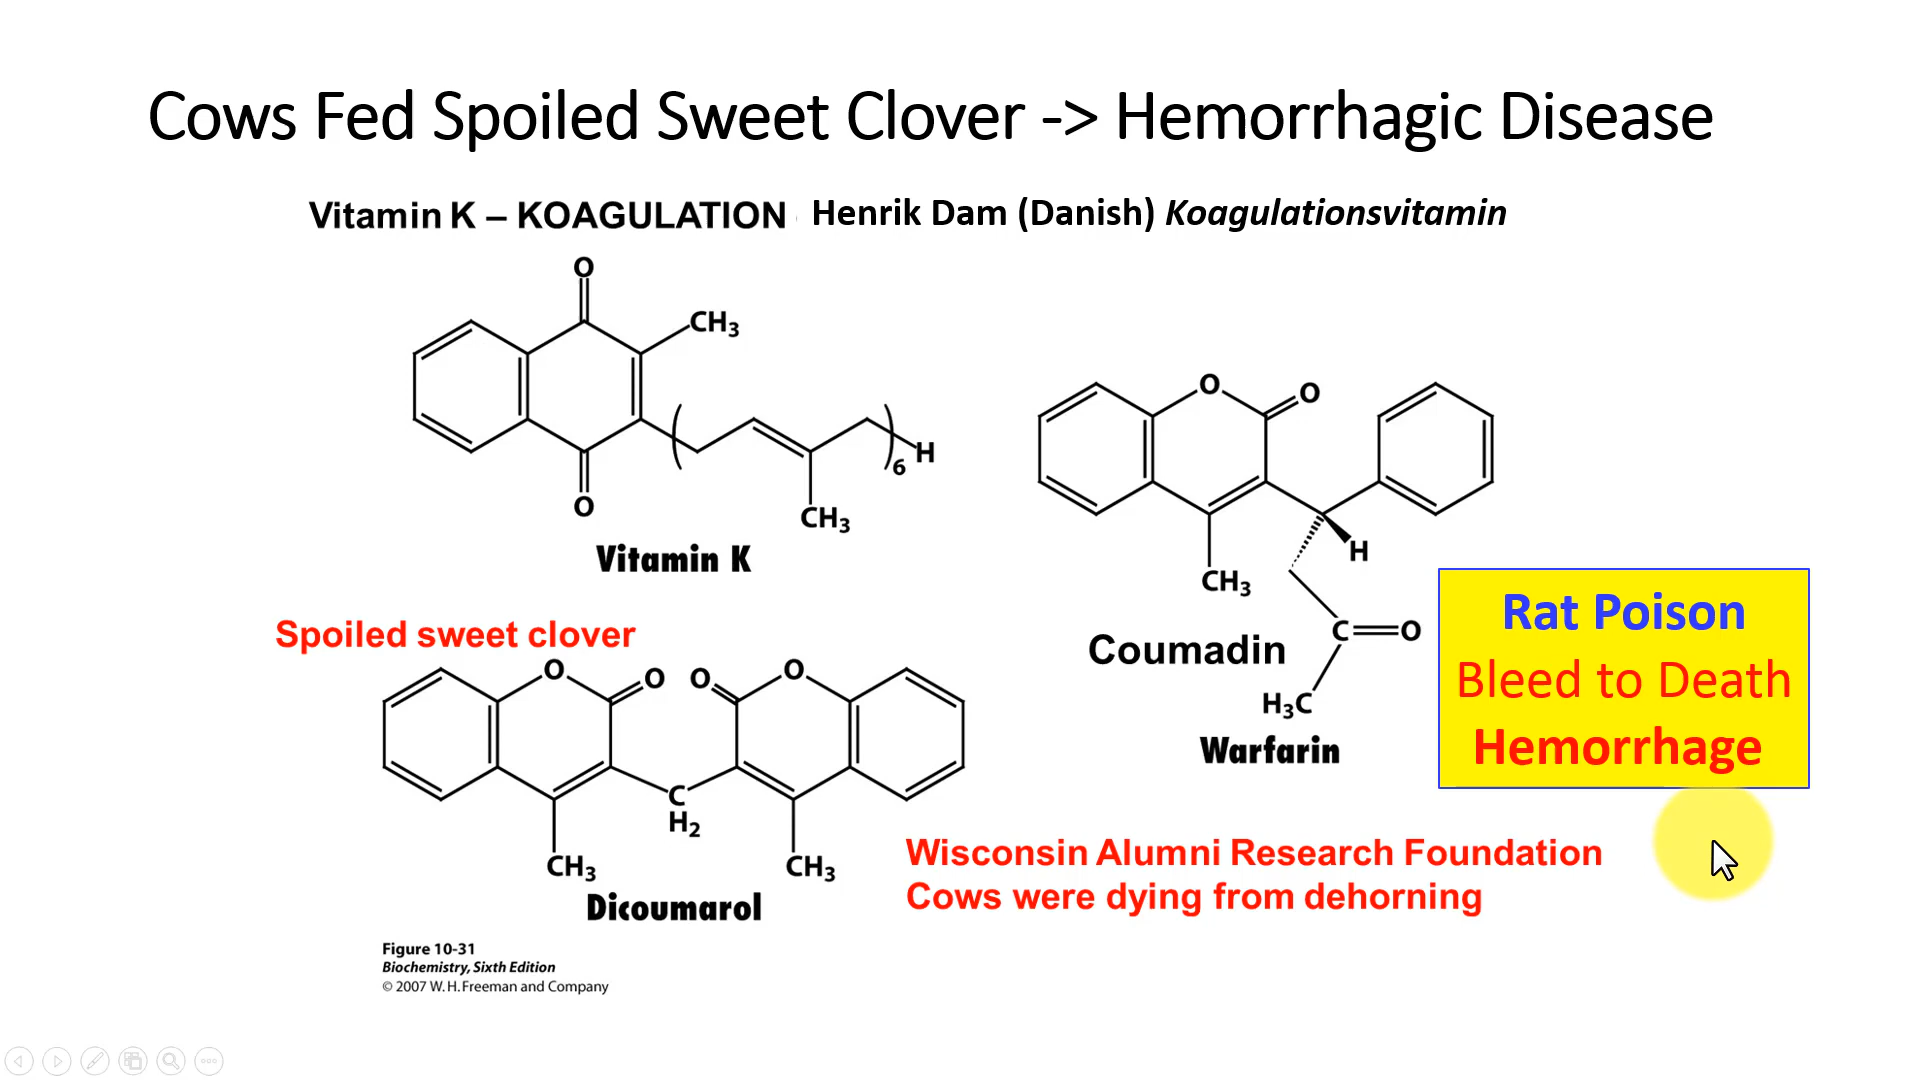 Cows Fed Spoiled Sweet Clover -> Hemorrhagic Disease
Vitamin K – KOAGULATION
Henrik Dam (Danish) Koagulationsvitamin
O
CH3
6
H
O
CH3
Vitamin K
O
O
H
CH3
C
O
H3C
Coumadin
Warfarin
Rat Poison
Bleed to Death
Hemorrhage
Spoiled sweet clover
O
O
O
O
C
H2
CH3
CH3
Dicoumarol
Wisconsin Alumni Research Foundation
Cows were dying from dehorning
Figure 10-31
Biochemistry, Sixth Edition
© 2007 W. H. Freeman and Company